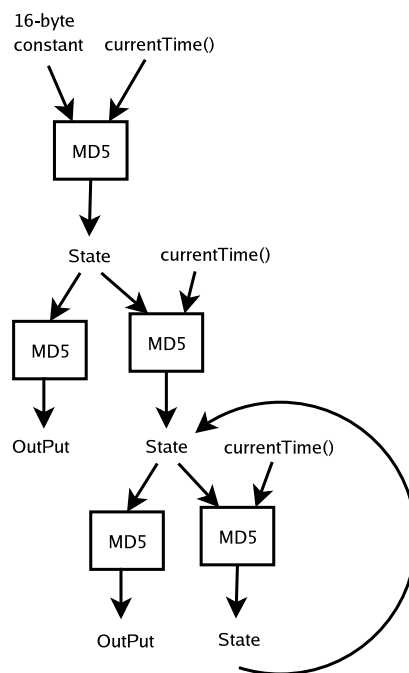 16-byte
constant
currentTime()
MD5
State
currentTime()
MD5
MD5
OutPut
State
currentTime()
MD5
MD5
OutPut
State